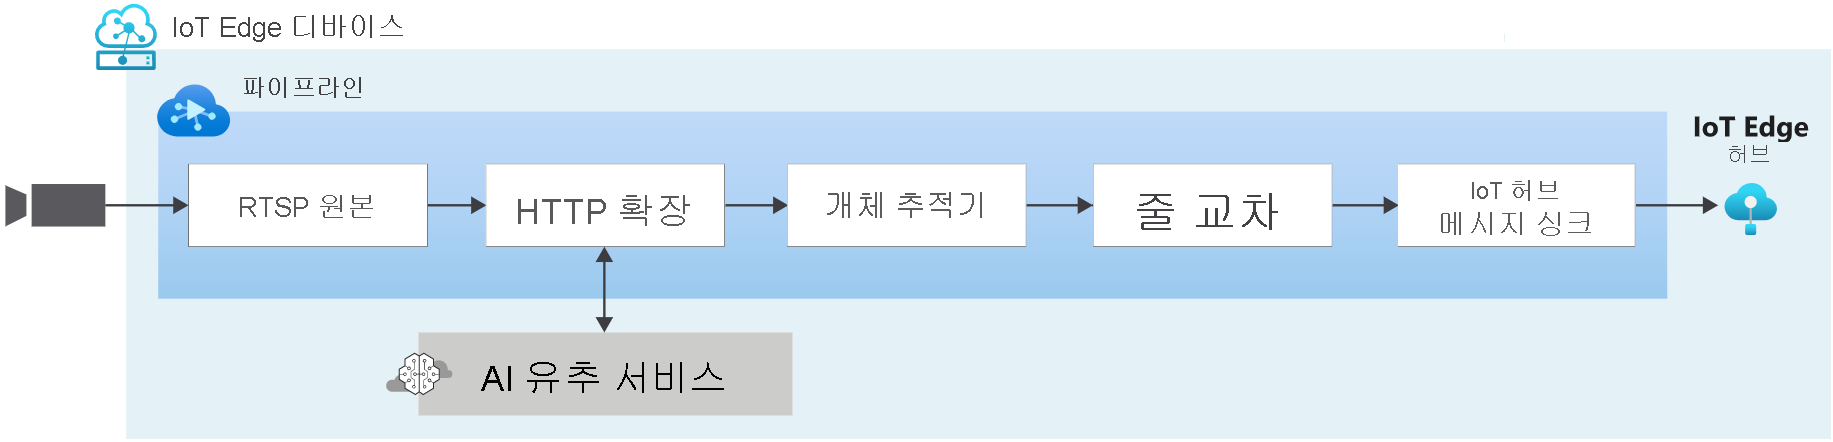 IoT Edge 디바이스
파이프라인
IoT Edge
허브
RTSP 원본
HTTP 확장
개체 추적기
줄 교차
IoT 허브
메시지 싱크
AI 유추 서비스